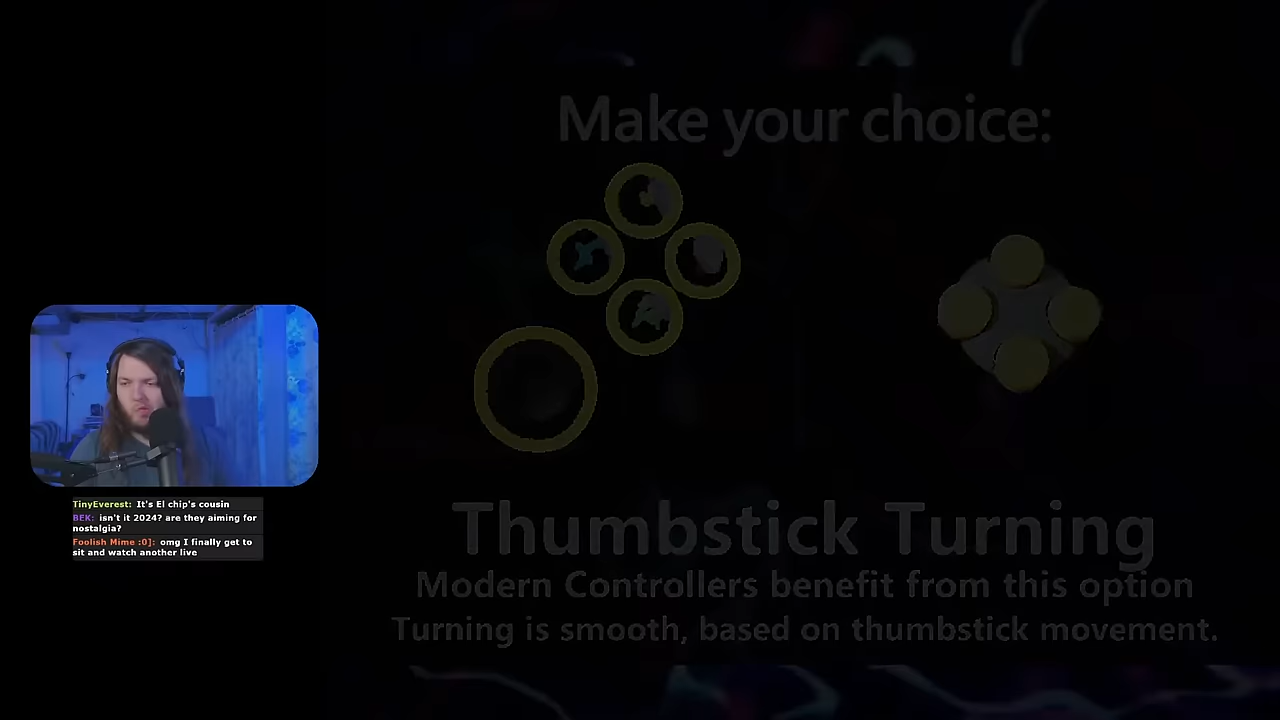 Make your choice:
Thumbstick Turning
Modern Controllers benefit from this option
Turning is smooth, based on thumbstick movement.
TinyEverest: It's El chip's cousin
BEK: isn't it 2024? are they aiming for
nostalgia?
Foolish Mime :0]: omg I finally get to
sit and watch another live